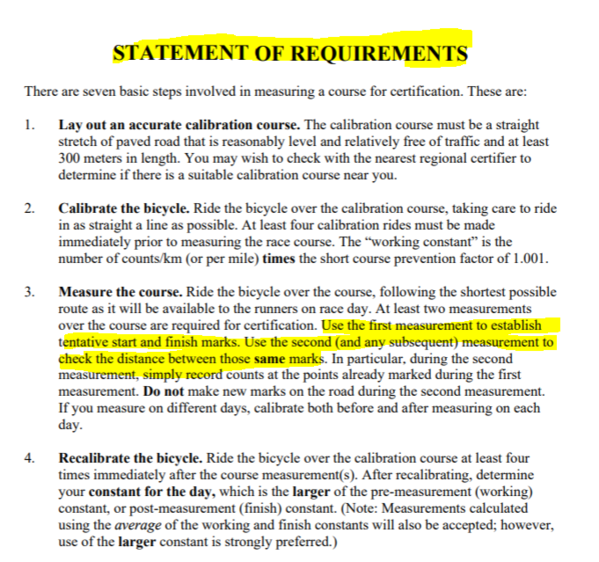 STATEMENT OF REQUIREMENTS
There are seven basic steps involved in measuring a course for certification. These are:
1. Lay out an accurate calibration course. The calibration course must be a straight
stretch of paved road that is reasonably level and relatively free of traffic and at least
300 meters in length. You may wish to check with the nearest regional certifier to
determine if there is a suitable calibration course near you.
2. Calibrate the bicycle. Ride the bicycle over the calibration course, taking care to ride
in as straight a line as possible. At least four calibration rides must be made
immediately prior to measuring the race course. The “working constant” is the
number of counts/km (or per mile) times the short course prevention factor of 1.001.
3. Measure the course. Ride the bicycle over the course, following the shortest possible
route as it will be available to the runners on race day. At least two measurements
over the course are required for certification. Use the first measurement to establish
tentative start and finish marks. Use the second (and any subsequent) measurement to
check the distance between those same marks. In particular, during the second
measurement, simply record counts at the points already marked during the first
measurement. Do not make new marks on the road during the second measurement.
If you measure on different days, calibrate both before and after measuring on each
day.
4. Recalibrate the bicycle. Ride the bicycle over the calibration course at least four
times immediately after the course measurement(s). After recalibrating, determine
your constant for the day, which is the larger of the pre-measurement (working)
constant, or post-measurement (finish) constant. (Note: Measurements calculated
using the average of the working and finish constants will also be accepted; however,
use of the larger constant is strongly preferred.)